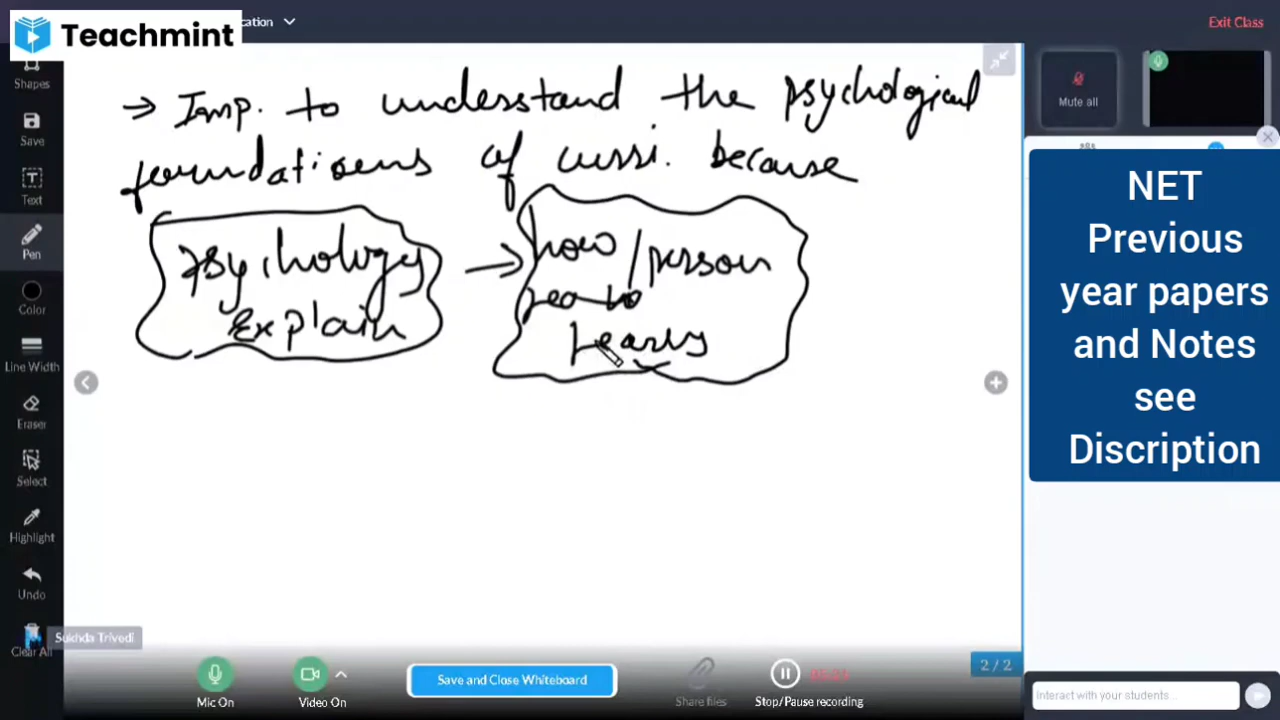 Teachmint
cation
Exit Class
Shapes
Save
Text
Pen
Color
Line Width
Eraser
Select
Highlight
Undo
Clear All
→ Imp. to understand the psychological
foundations of curri. because
psychology → how / person
Explain
learns
Mute all
NET
Previous
year papers
and Notes
see
Discription
Sukhda Trivedi
Mic On
Video On
Save and Close Whiteboard
Share files
Stop/Pause recording
2 / 2
Interact with your students...